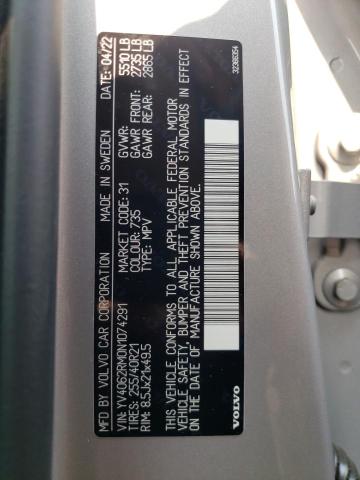 MFD BY VOLVO CAR CORPORATION MADE IN SWEDEN DATE: 04/22
VIN: YV4062RM0N1074291 MARKET CODE: 31 GVWR: 5510 LB
TIRES: 255/40R21 COLOUR: 735 GAWR FRONT: 2735 LB
RIM: 8.5Jx21x49.5 TYPE: MPV GAWR REAR: 2865 LB
THIS VEHICLE CONFORMS TO ALL APPLICABLE FEDERAL MOTOR
VEHICLE SAFETY, BUMPER AND THEFT PREVENTION STANDARDS IN EFFECT
ON THE DATE OF MANUFACTURE SHOWN ABOVE.
VOLVO
32366354